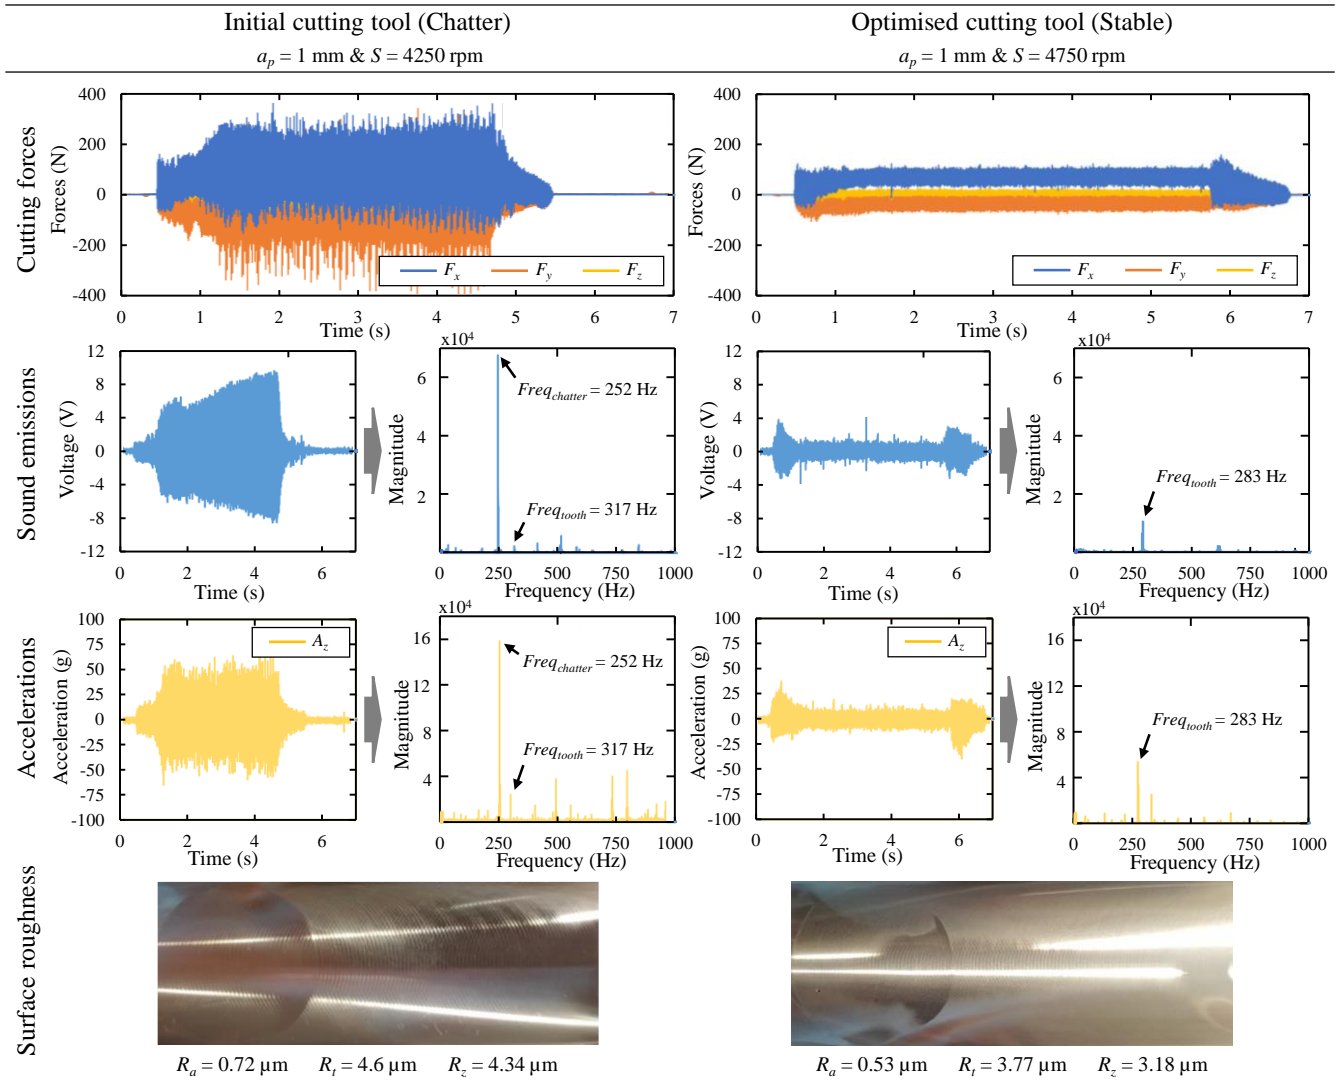 Initial cutting tool (Chatter)
Optimised cutting tool (Stable)
a_p = 1 mm & S = 4250 rpm
a_p = 1 mm & S = 4750 rpm
Cutting forces
Forces (N)
400
200
0
-200
-400
F_x F_y F_z
0 1 2 3 4 5 6 7
Time (s)
Forces (N)
400
200
0
-200
-400
F_x F_y F_z
0 1 2 3 4 5 6 7
Time (s)
Sound emissions
Voltage (V)
12
8
4
0
-4
-8
-12
0 2 4 6
Time (s)
x10^4
Magnitude
6
4
2
Freq_chatter = 252 Hz
Freq_tooth = 317 Hz
0 250 500 750 1000
Frequency (Hz)
Voltage (V)
12
8
4
0
-4
-8
-12
0 2 4 6
Time (s)
x10^4
Magnitude
6
4
2
Freq_tooth = 283 Hz
0 250 500 750 1000
Frequency (Hz)
Accelerations
Acceleration (g)
100
75
50
25
0
-25
-50
-75
-100
A_z
0 2 4 6
Time (s)
x10^4
Magnitude
16
12
8
4
Freq_chatter = 252 Hz
Freq_tooth = 317 Hz
0 250 500 750 1000
Frequency (Hz)
Acceleration (g)
100
75
50
25
0
-25
-50
-75
-100
A_z
0 2 4 6
Time (s)
x10^4
Magnitude
16
12
8
4
Freq_tooth = 283 Hz
0 250 500 750 1000
Frequency (Hz)
Surface roughness
R_a = 0.72 µm R_t = 4.6 µm R_z = 4.34 µm
R_a = 0.53 µm R_t = 3.77 µm R_z = 3.18 µm